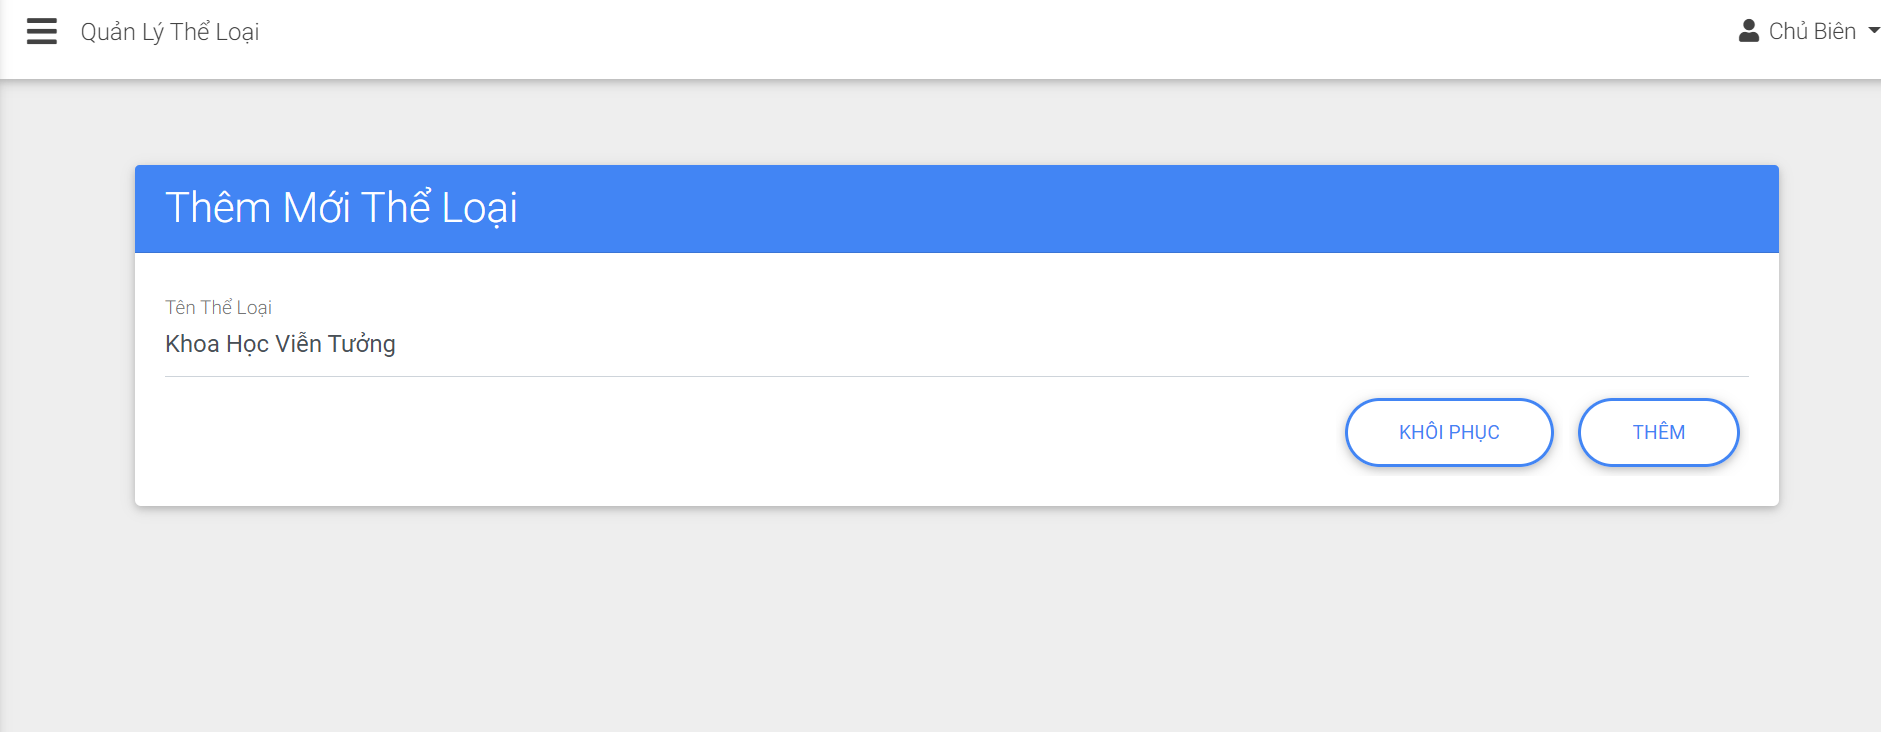 Quản Lý Thể Loại
Chủ Biên
Thêm Mới Thể Loại
Tên Thể Loại
Khoa Học Viễn Tưởng
KHÔI PHỤC
THÊM